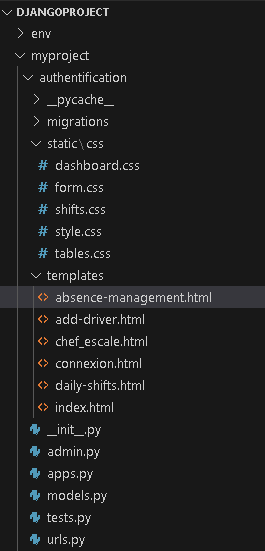 DJANGOPROJECT
env
myproject
authentification
__pycache__
migrations
static\css
dashboard.css
form.css
shifts.css
style.css
tables.css
templates
absence-management.html
add-driver.html
chef_escale.html
connexion.html
daily-shifts.html
index.html
__init__.py
admin.py
apps.py
models.py
tests.py
urls.py